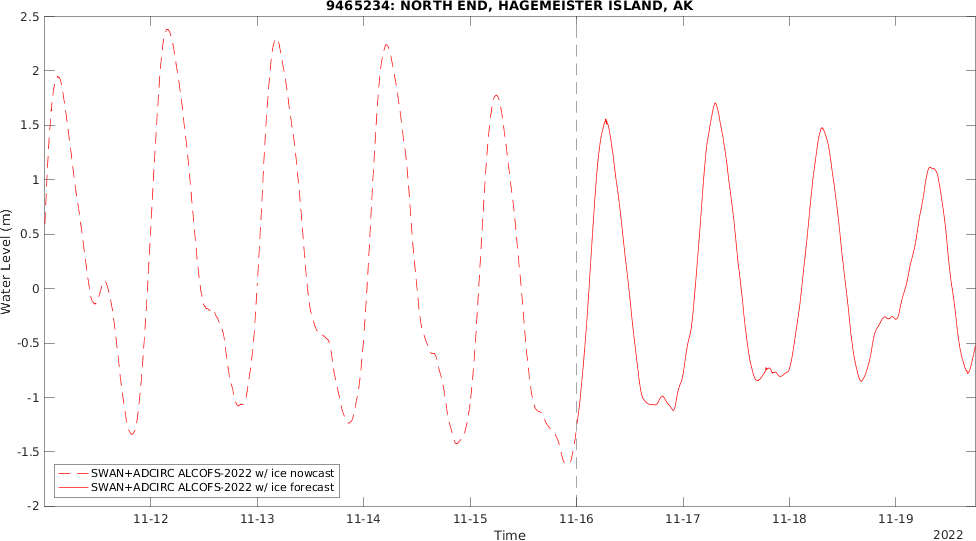 9465234: NORTH END, HAGEMEISTER ISLAND, AK
Water Level (m)
2.5
2
1.5
1
0.5
0
-0.5
-1
-1.5
-2
SWAN+ADCIRC ALCOFS-2022 w/ ice nowcast
SWAN+ADCIRC ALCOFS-2022 w/ ice forecast
11-12 11-13 11-14 11-15 11-16 11-17 11-18 11-19
Time
2022